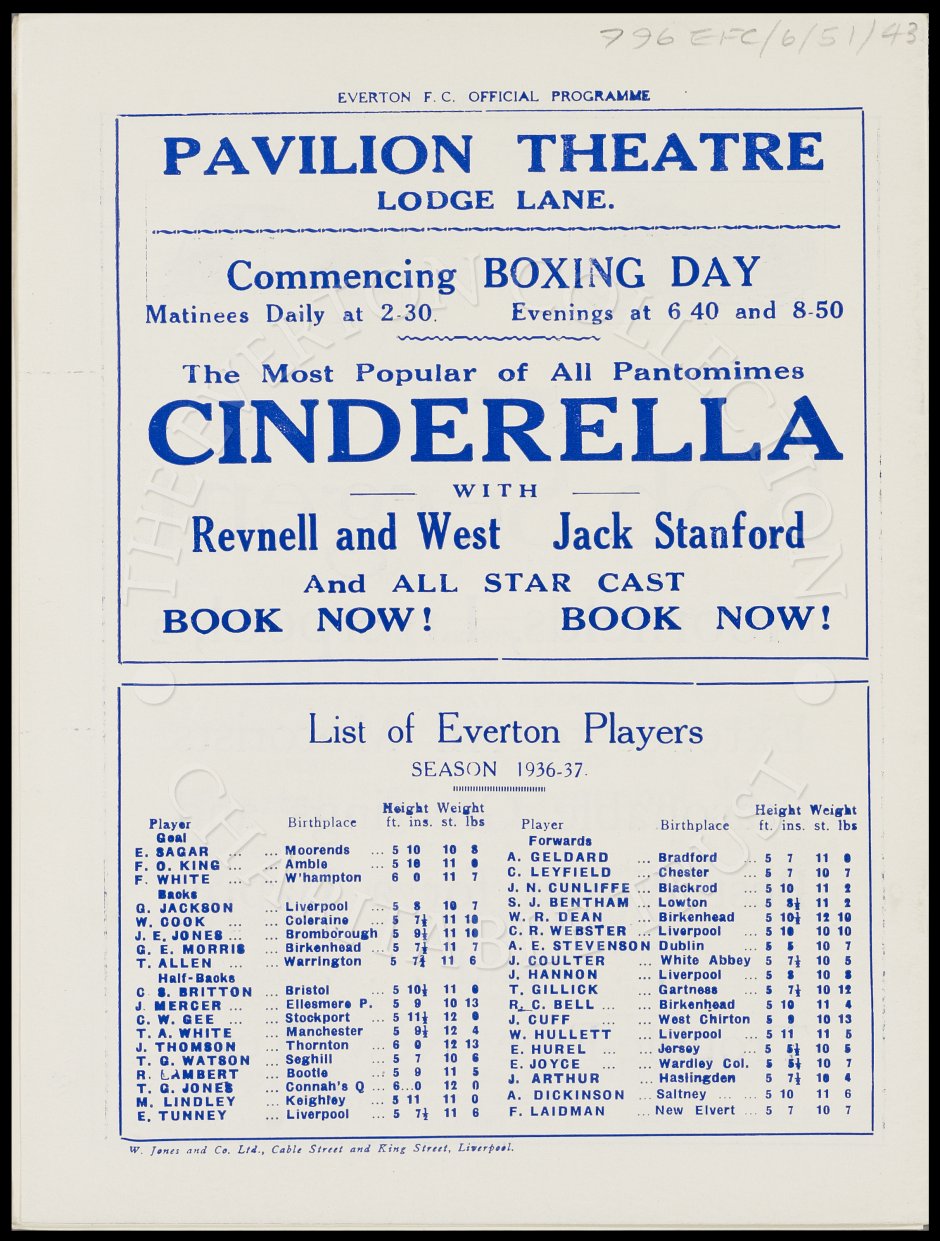 796 EFC/6/51/43
EVERTON F. C. OFFICIAL PROGRAMME
PAVILION THEATRE
LODGE LANE.
Commencing BOXING DAY
Matinees Daily at 2-30. Evenings at 6 40 and 8-50
The Most Popular of All Pantomimes
CINDERELLA
WITH
Revnell and West Jack Stanford
And ALL STAR CAST
BOOK NOW! BOOK NOW!
THE EVERTON COLLECTION
CHARITABLE TRUST
List of Everton Players
SEASON 1936-37.
Height Weight
Player Birthplace ft. ins. st. lbs
Goal
E. SAGAR ... ... Moorends ... 5 10 10 8
F. O. KING ... ... Amble ... 5 10 11 0
F. WHITE ... ... W'hampton 6 0 11 7
Backs
G. JACKSON ... Liverpool ... 5 8 10 7
W. COOK ... ... Coleraine ... 5 7½ 11 10
J. E. JONES ... ... Bromborough 5 9½ 11 10
G. E. MORRIS ... Birkenhead ... 5 7½ 11 7
T. ALLEN ... ... Warrington 5 7½ 11 6
Half-Backs
C S. BRITTON ... Bristol ... 5 10½ 11 0
J. MERCER ... ... Ellesmere P. 5 9 10 13
C. W. GEE ... ... Stockport ... 5 11½ 12 0
T. A. WHITE ... Manchester 5 9½ 12 4
J. THOMSON ... Thornton ... 6 0 12 13
T. G. WATSON ... Seghill ... 5 7 10 6
R. LAMBERT ... Bootle ... 5 9 11 5
T. G. JONES ... Connah's Q ... 6 ... 0 12 0
M. LINDLEY ... Keighley ... 5 11 11 0
E. TUNNEY ... Liverpool ... 5 7½ 11 6
Height Weight
Player Birthplace ft. ins. st. lbs
Forwards
A. GELDARD ... Bradford ... 5 7 11 0
C. LEYFIELD ... Chester ... 5 7 10 7
J. N. CUNLIFFE ... Blackrod ... 5 10 11 2
S. J. BENTHAM ... Lowton ... 5 8½ 11 2
W. R. DEAN ... Birkenhead 5 10½ 12 10
C. R. WEBSTER ... Liverpool ... 5 10 10 10
A. E. STEVENSON Dublin ... 5 5 10 7
J. COULTER ... White Abbey 5 7½ 10 5
J. HANNON ... Liverpool ... 5 8 10 8
T. GILLICK ... Gartness ... 5 7½ 10 12
R. C. BELL ... ... Birkenhead 5 10 11 4
J. CUFF ... ... West Chirton 5 9 10 13
W. HULLETT ... Liverpool ... 5 11 11 5
E. HUREL ... ... Jersey ... 5 5½ 10 5
E. JOYCE ... ... Wardley Col. 5 5½ 10 7
J. ARTHUR ... Haslingden 5 7½ 10 4
A. DICKINSON ... Saltney ... ... 5 10 11 6
F. LAIDMAN ... New Elvert ... 5 7 10 7
W. Jones and Co. Ltd., Cable Street and King Street, Liverpool.